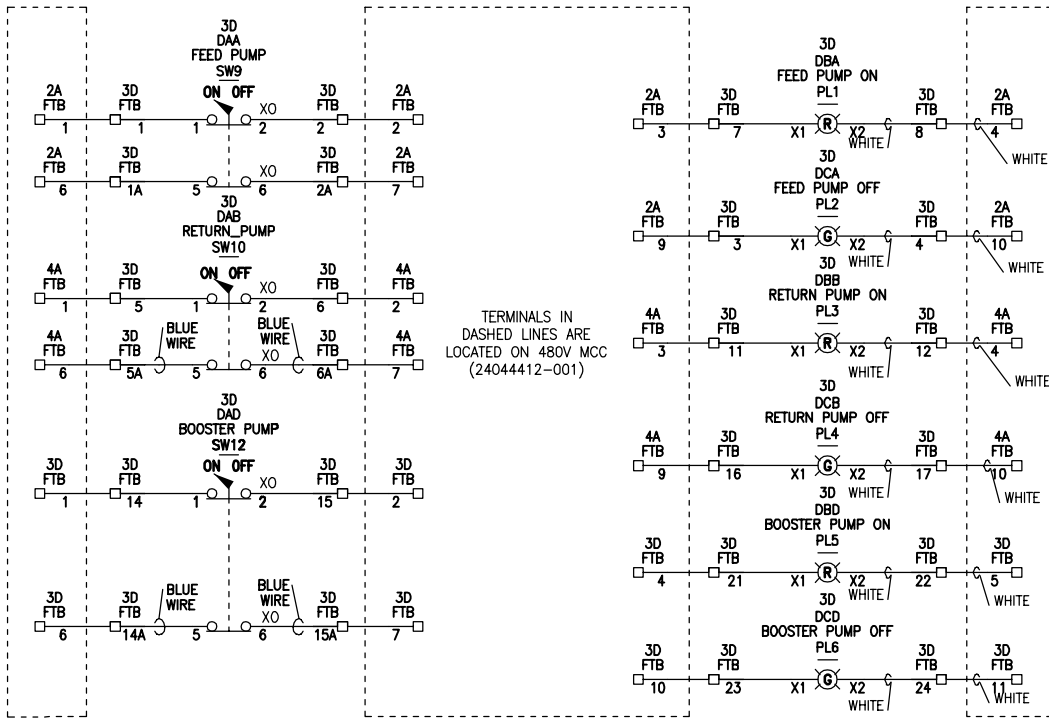 3D
DAA
FEED PUMP
SW9
ON OFF
2A
FTB
1
3D
FTB
1
1
XO
2
3D
FTB
2
2A
FTB
2
2A
FTB
6
3D
FTB
1A
5
XO
6
3D
FTB
2A
2A
FTB
7
3D
DAB
RETURN_PUMP
SW10
ON OFF
4A
FTB
1
3D
FTB
5
1
XO
2
3D
FTB
6
4A
FTB
2
4A
FTB
6
3D
FTB
5A
BLUE
WIRE
5
XO
6
BLUE
WIRE
3D
FTB
6A
4A
FTB
7
3D
DAD
BOOSTER PUMP
SW12
ON OFF
3D
FTB
1
3D
FTB
14
1
XO
2
3D
FTB
15
3D
FTB
2
3D
FTB
6
3D
FTB
14A
BLUE
WIRE
5
XO
6
BLUE
WIRE
3D
FTB
15A
3D
FTB
7
TERMINALS IN
DASHED LINES ARE
LOCATED ON 480V MCC
(24044412-001)
3D
DBA
FEED PUMP ON
PL1
2A
FTB
3
3D
FTB
7
X1
R
X2
WHITE
3D
FTB
8
2A
FTB
4
WHITE
3D
DCA
FEED PUMP OFF
PL2
2A
FTB
9
3D
FTB
3
X1
G
X2
WHITE
3D
FTB
4
2A
FTB
10
WHITE
3D
DBB
RETURN PUMP ON
PL3
4A
FTB
3
3D
FTB
11
X1
R
X2
WHITE
3D
FTB
12
4A
FTB
4
WHITE
3D
DCB
RETURN PUMP OFF
PL4
4A
FTB
9
3D
FTB
16
X1
G
X2
WHITE
3D
FTB
17
4A
FTB
10
WHITE
3D
DBD
BOOSTER PUMP ON
PL5
3D
FTB
4
3D
FTB
21
X1
R
X2
WHITE
3D
FTB
22
3D
FTB
5
WHITE
3D
DCD
BOOSTER PUMP OFF
PL6
3D
FTB
10
3D
FTB
23
X1
G
X2
WHITE
3D
FTB
24
3D
FTB
11
WHITE